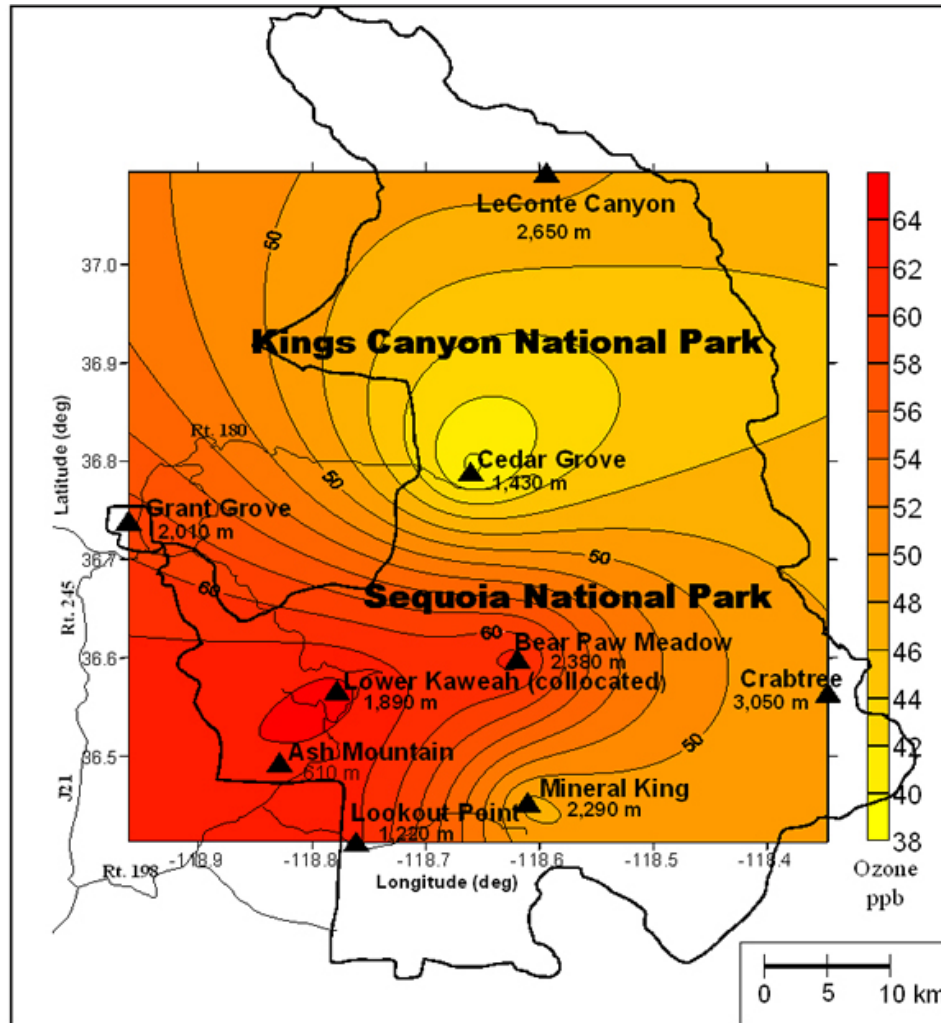 LeConte Canyon
2,650 m
50
64
37.0
62
Kings Canyon National Park
60
36.9
58
56
Rt. 180
54
Latitude (deg)
36.8
Cedar Grove
1,430 m
50
52
Grant Grove
2,010 m
50
36.7
50
Rt. 245
60
Sequoia National Park
48
60
Bear Paw Meadow
46
36.6
2,380 m
Lower Kaweah (collocated)
1,890 m
Crabtree
3,050 m
44
50
42
36.5
Ash Mountain
610 m
J21
Mineral King
2,290 m
40
Lookout Point
1,220 m
38
-118.9
-118.8
-118.7
-118.6
-118.5
-118.4
Rt. 198
Longitude (deg)
Ozone
ppb
0 5 10 km